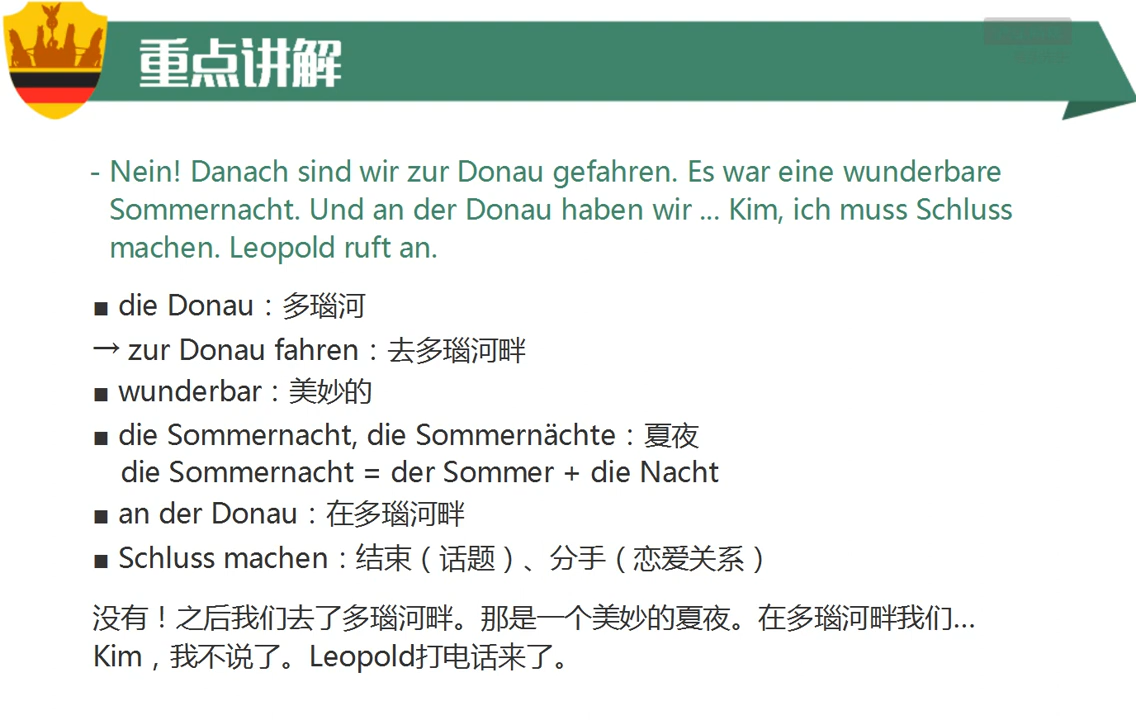 重点讲解
- Nein! Danach sind wir zur Donau gefahren. Es war eine wunderbare
Sommernacht. Und an der Donau haben wir ... Kim, ich muss Schluss
machen. Leopold ruft an.
■ die Donau：多瑙河
→ zur Donau fahren：去多瑙河畔
■ wunderbar：美妙的
■ die Sommernacht, die Sommernächte：夏夜
die Sommernacht = der Sommer + die Nacht
■ an der Donau：在多瑙河畔
■ Schluss machen：结束（话题）、分手（恋爱关系）
没有！之后我们去了多瑙河畔。那是一个美妙的夏夜。在多瑙河畔我们...
Kim，我不说了。Leopold打电话来了。